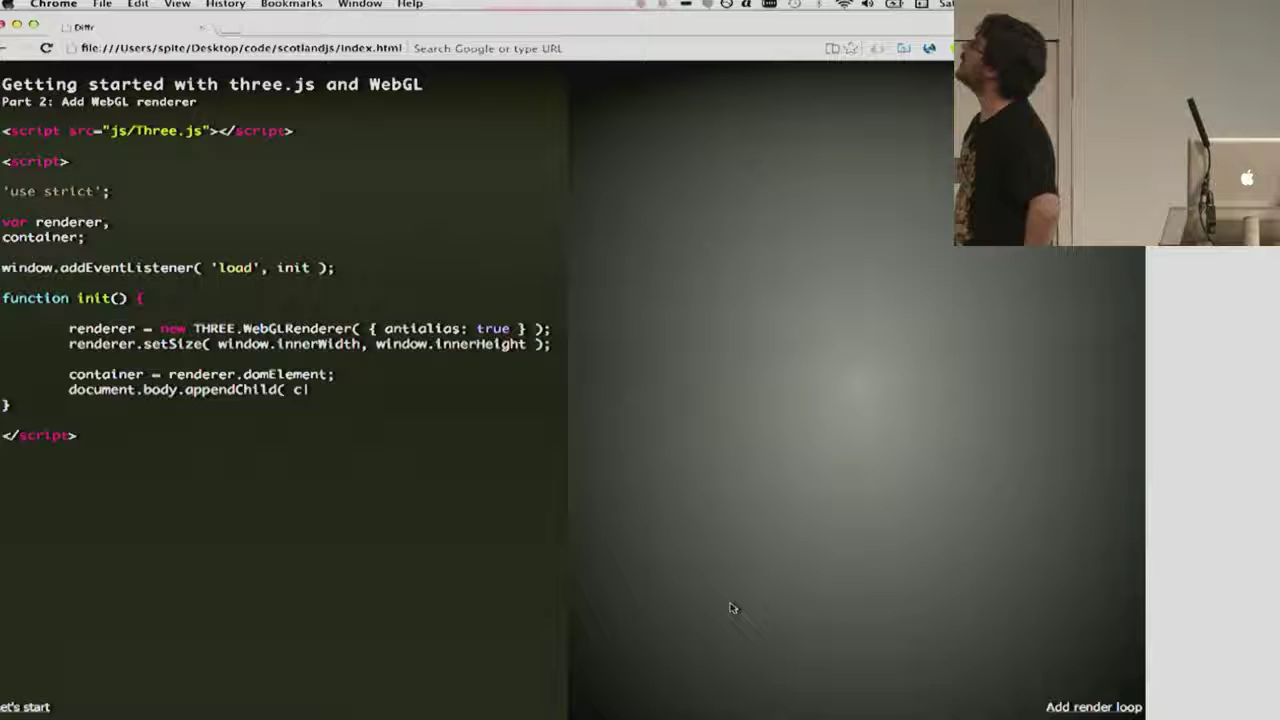 Chrome File Edit View History Bookmarks Window Help
Diffr
file:///Users/spite/Desktop/code/scotlandjs/index.html Search Google or type URL
Getting started with three.js and WebGL
Part 2: Add WebGL renderer
<script src="js/Three.js"></script>
<script>
'use strict';
var renderer,
container;
window.addEventListener( 'load', init );
function init() {
renderer = new THREE.WebGLRenderer( { antialias: true } );
renderer.setSize( window.innerWidth, window.innerHeight );
container = renderer.domElement;
document.body.appendChild( c
}
</script>
et's start
Add render loop